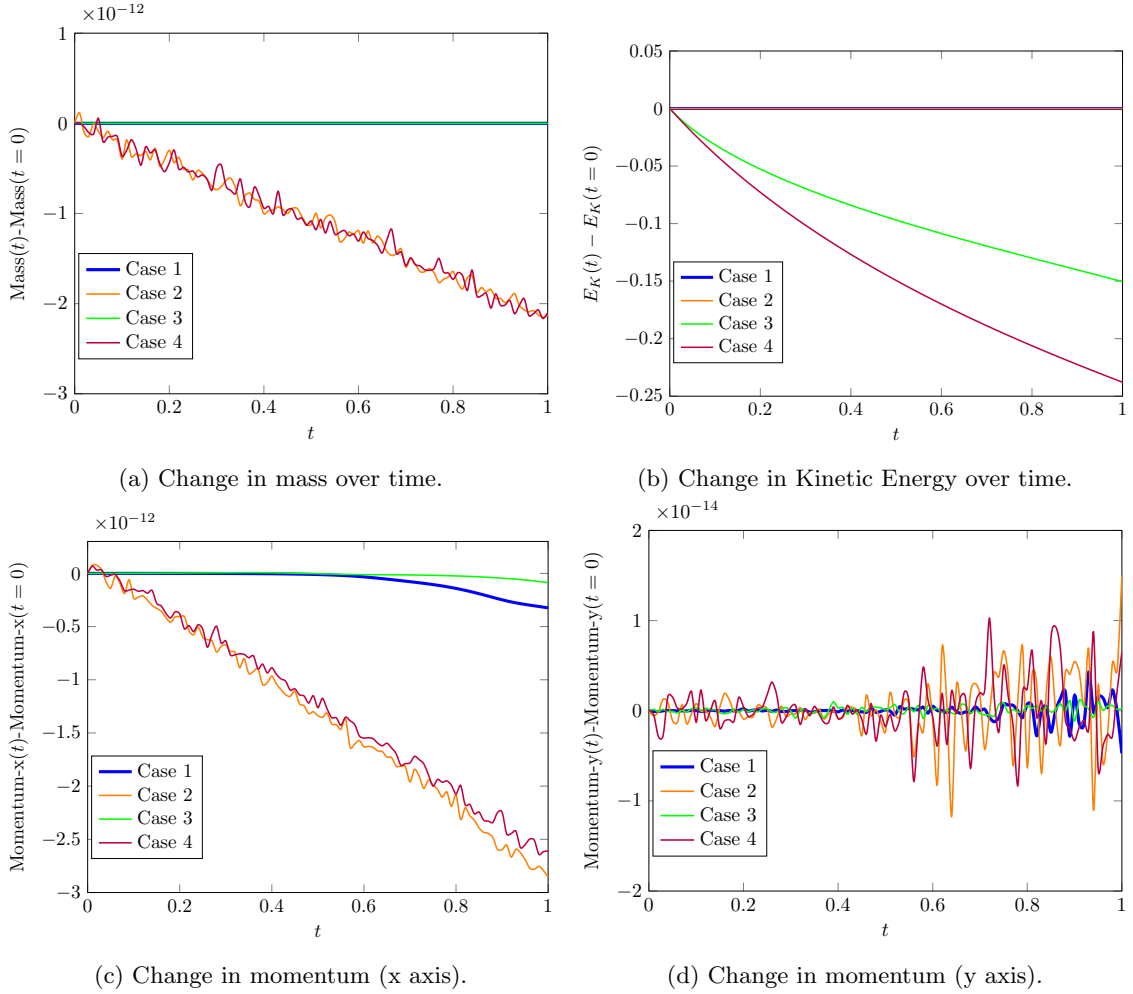 ×10−12
1
0
−1
−2
−3
0 0.2 0.4 0.6 0.8 1
t
Mass(t)-Mass(t = 0)
Case 1
Case 2
Case 3
Case 4
(a) Change in mass over time.
0.05
0
−0.05
−0.1
−0.15
−0.2
−0.25
0 0.2 0.4 0.6 0.8 1
t
EK(t) − EK(t = 0)
Case 1
Case 2
Case 3
Case 4
(b) Change in Kinetic Energy over time.
×10−12
0
−0.5
−1
−1.5
−2
−2.5
−3
0 0.2 0.4 0.6 0.8 1
t
Momentum-x(t)-Momentum-x(t = 0)
Case 1
Case 2
Case 3
Case 4
(c) Change in momentum (x axis).
×10−14
2
1
0
−1
−2
0 0.2 0.4 0.6 0.8 1
t
Momentum-y(t)-Momentum-y(t = 0)
Case 1
Case 2
Case 3
Case 4
(d) Change in momentum (y axis).